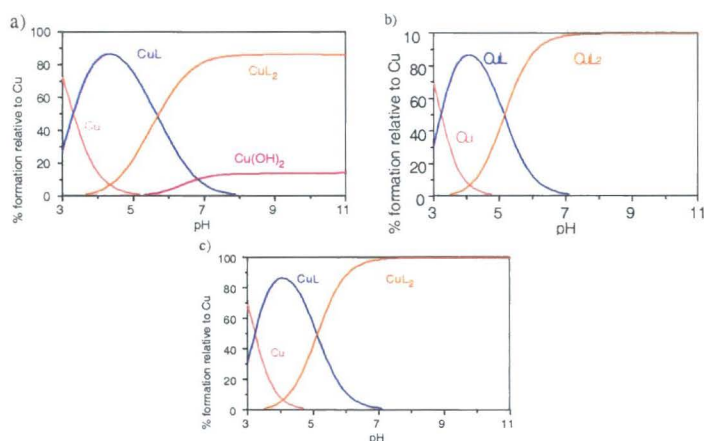 a)
% formation relative to Cu
100
80
60
40
20
0
CuL
CuL2
Cu
Cu(OH)2
3 5 7 9 11
pH
b)
% formation relative to Cu
10
80
60
40
20
0
CuL
CuL2
Cu
3 5 7 9 11
pH
c)
% formation relative to Cu
100
80
60
40
20
0
CuL
CuL2
Cu
3 5 7 9 11
pH